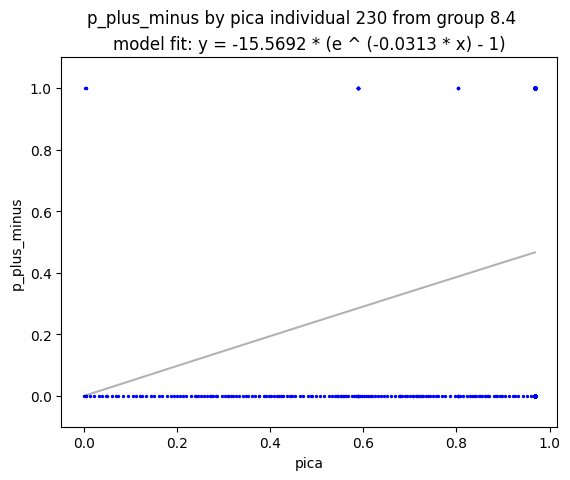 p_plus_minus by pica individual 230 from group 8.4
model fit: y = -15.5692 * (e ^ (-0.0313 * x) - 1)
1.0
0.8
0.6
0.4
0.2
0.0
p_plus_minus
0.0 0.2 0.4 0.6 0.8 1.0
pica